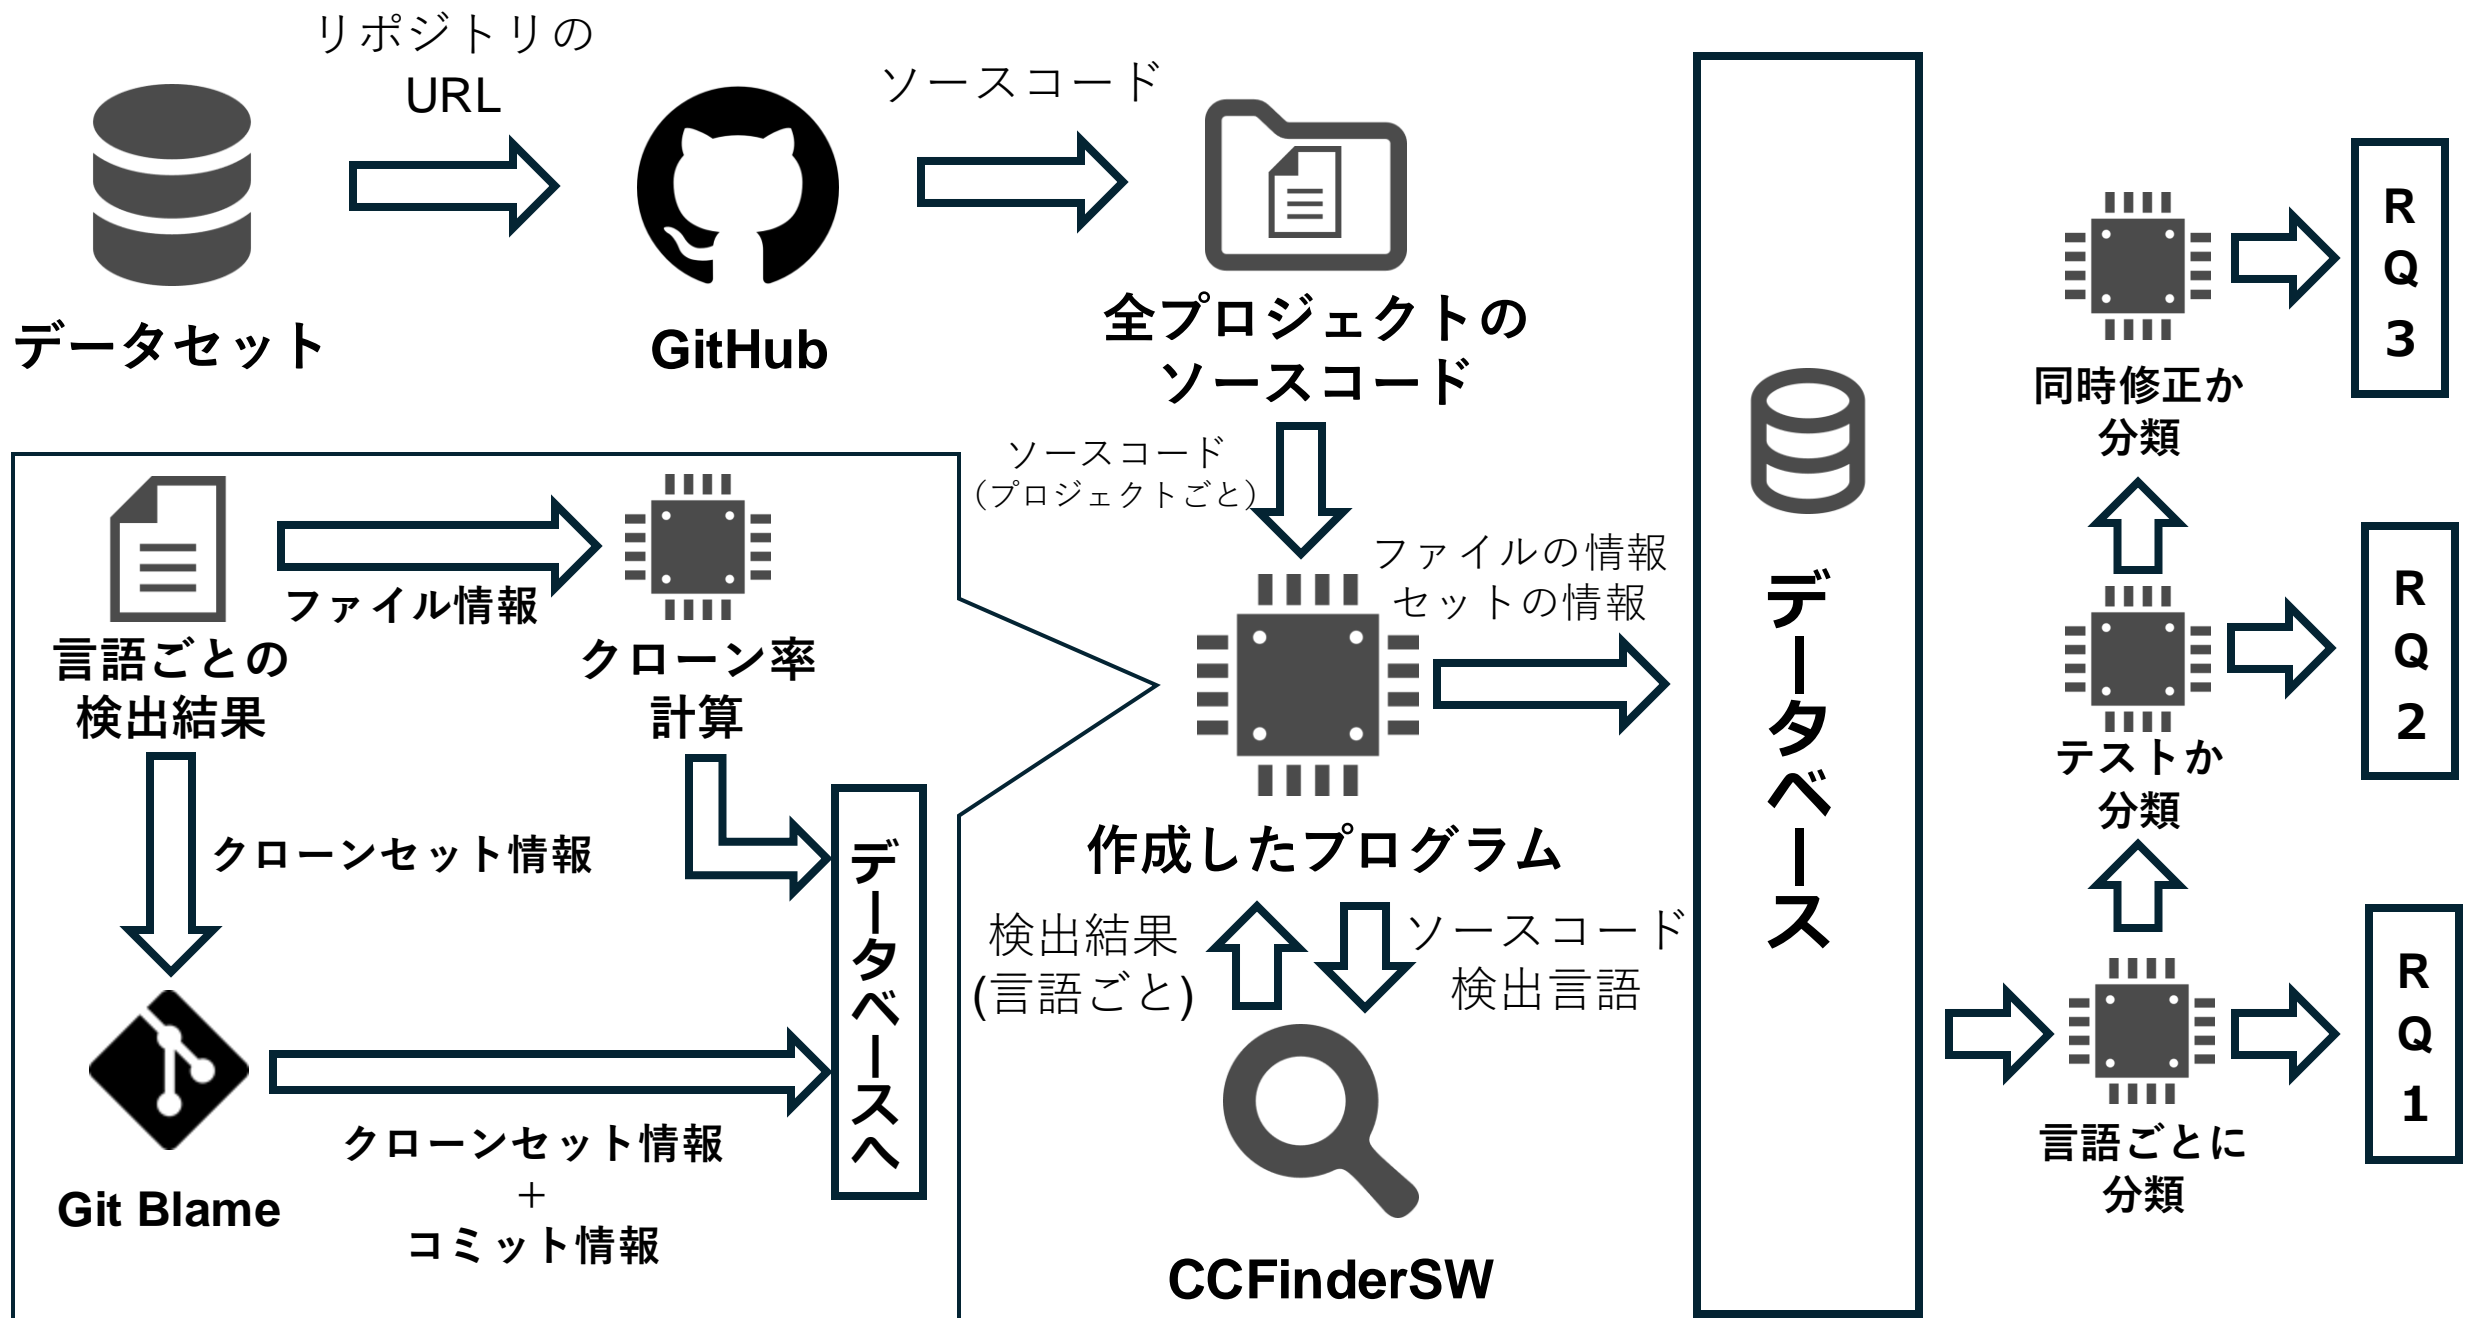 リポジトリの
URL
ソースコード
データセット
GitHub
全プロジェクトの
ソースコード
ソースコード
（プロジェクトごと）
ファイルの情報
セットの情報
作成したプログラム
検出結果
(言語ごと)
ソースコード
検出言語
CCFinderSW
ファイル情報
言語ごとの
検出結果
クローン率
計算
クローンセット情報
Git Blame
クローンセット情報
+
コミット情報
データベースへ
データベース
同時修正か
分類
テストか
分類
言語ごとに
分類
RQ3
RQ2
RQ1